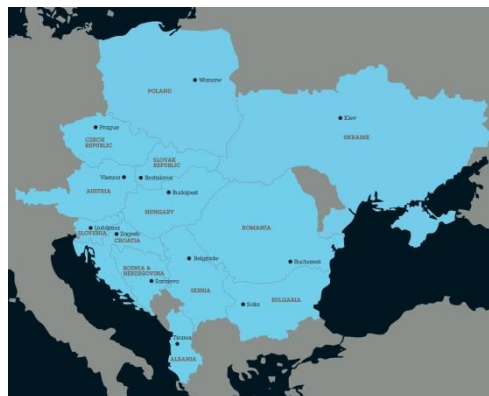 Warsaw
POLAND
Kiev
UKRAINE
Prague
CZECH
REPUBLIC
SLOVAK
REPUBLIC
Vienna
Bratislava
AUSTRIA
Budapest
HUNGARY
Ljubljana
SLOVENIA
Zagreb
CROATIA
ROMANIA
Belgrade
Bucharest
BOSNIA &
HERZEGOVINA
Sarajevo
SERBIA
Sofia
BULGARIA
Tirana
ALBANIA